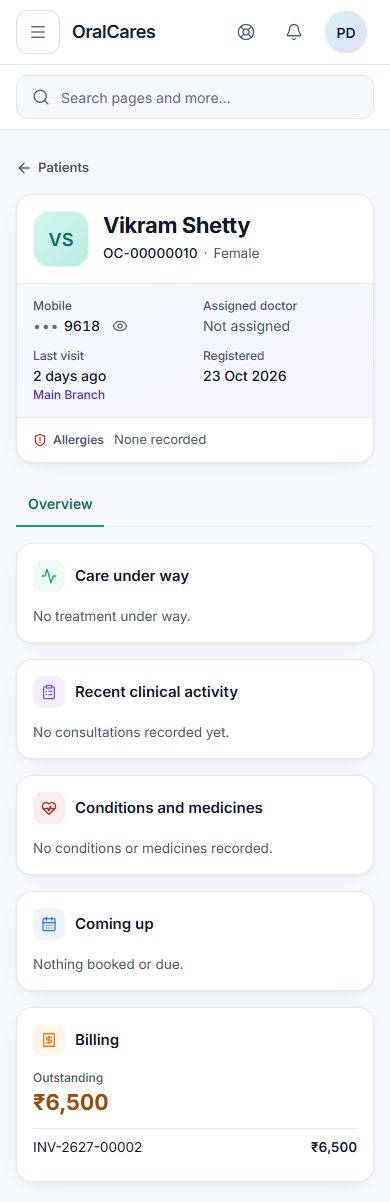 OralCares
PD
Search pages and more...
Patients
VS
Vikram Shetty
OC-00000010 · Female
Mobile
Assigned doctor
••• 9618
Not assigned
Last visit
Registered
2 days ago
23 Oct 2026
Main Branch
Allergies None recorded
Overview
Care under way
No treatment under way.
Recent clinical activity
No consultations recorded yet.
Conditions and medicines
No conditions or medicines recorded.
Coming up
Nothing booked or due.
Billing
Outstanding
₹6,500
INV-2627-00002 ₹6,500